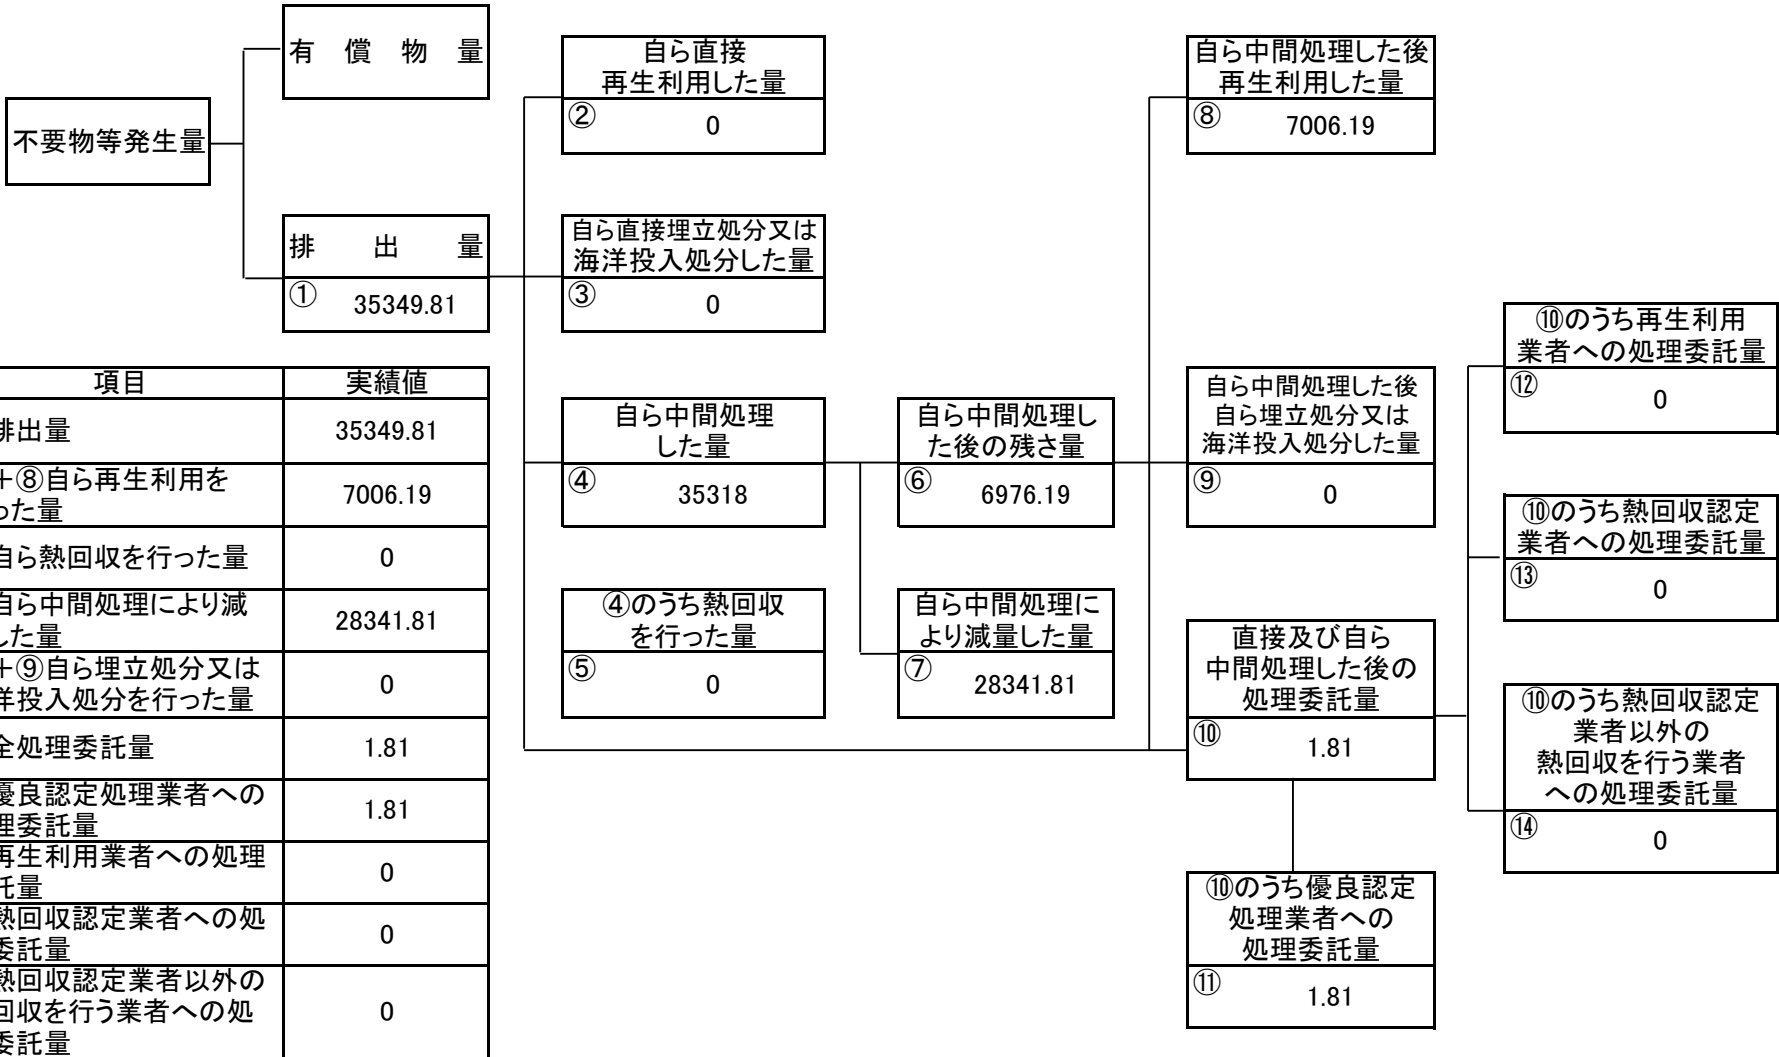 有償物量
不要物等発生量
排出量
① 35349.81
自ら直接
再生利用した量
② 0
自ら直接埋立処分又は
海洋投入処分した量
③ 0
自ら中間処理
した量
④ 35318
④のうち熱回収
を行った量
⑤ 0
自ら中間処理し
た後の残さ量
⑥ 6976.19
自ら中間処理に
より減量した量
⑦ 28341.81
自ら中間処理した後
再生利用した量
⑧ 7006.19
自ら中間処理した後
自ら埋立処分又は
海洋投入処分した量
⑨ 0
直接及び自ら
中間処理した後の
処理委託量
⑩ 1.81
⑩のうち優良認定
処理業者への
処理委託量
⑪ 1.81
⑩のうち再生利用
業者への処理委託量
⑫ 0
⑩のうち熱回収認定
業者への処理委託量
⑬ 0
⑩のうち熱回収認定
業者以外の
熱回収を行う業者
への処理委託量
⑭ 0
項目 実績値
排出量 35349.81
+⑧自ら再生利用を
った量 7006.19
自ら熱回収を行った量 0
自ら中間処理により減
した量 28341.81
+⑨自ら埋立処分又は
洋投入処分を行った量 0
全処理委託量 1.81
優良認定処理業者への
理委託量 1.81
再生利用業者への処理
託量 0
熱回収認定業者への処
委託量 0
熱回収認定業者以外の
回収を行う業者への処
委託量 0